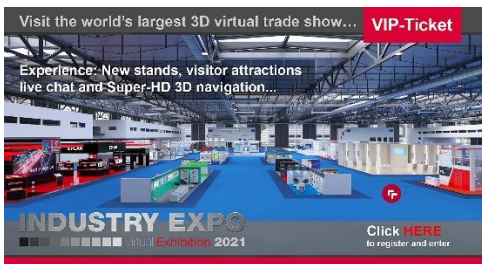 Visit the world's largest 3D virtual trade show...
VIP-Ticket
Experience: New stands, visitor attractions
live chat and Super-HD 3D navigation...
INDUSTRY EXPO
Virtual Exhibition 2021
Click HERE
to register and enter